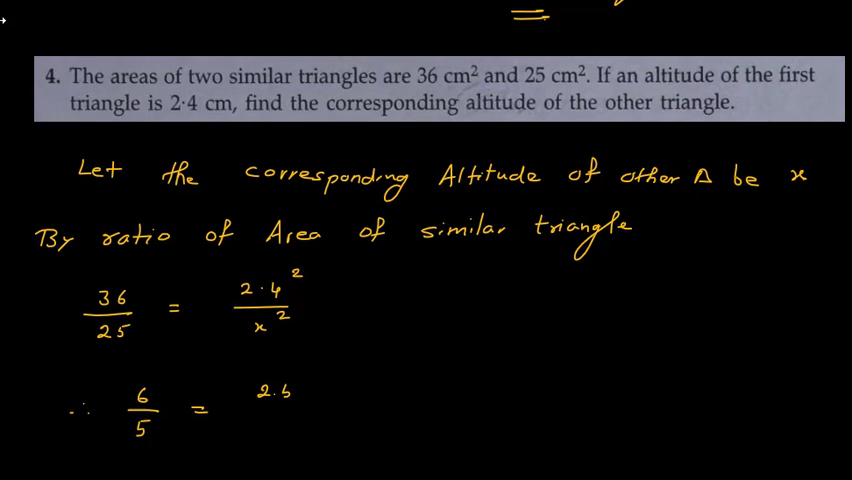 4. The areas of two similar triangles are 36 cm² and 25 cm². If an altitude of the first
triangle is 2·4 cm, find the corresponding altitude of the other triangle.
Let the corresponding Altitude of other Δ be x
By ratio of Area of similar triangle
36/25 = 2.4²/x²
∴ 6/5 = 2.